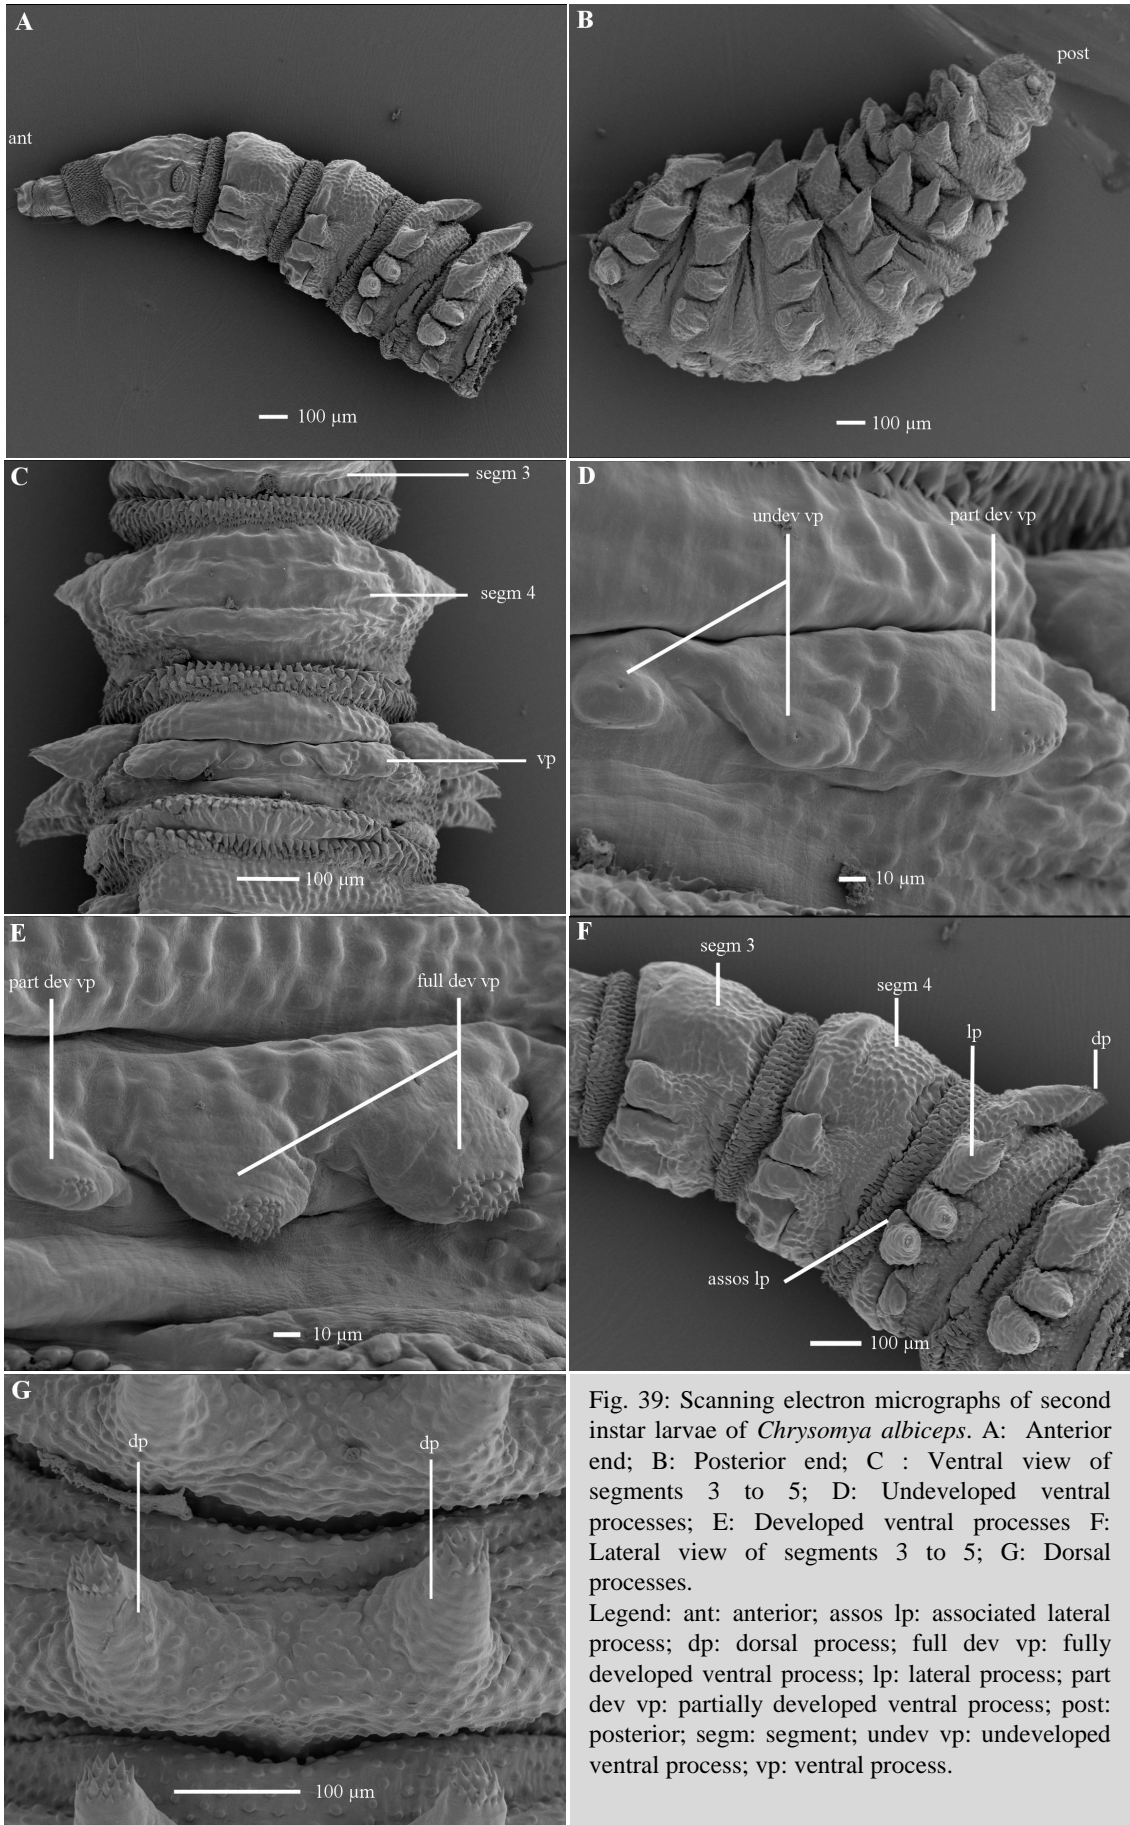 A
ant
100 µm
B
post
100 µm
C
segm 3
segm 4
vp
100 µm
D
undev vp
part dev vp
10 µm
E
part dev vp
full dev vp
10 µm
F
segm 3
segm 4
lp
dp
assos lp
100 µm
G
dp
dp
100 µm
Fig. 39: Scanning electron micrographs of second
instar larvae of Chrysomya albiceps. A: Anterior
end; B: Posterior end; C : Ventral view of
segments 3 to 5; D: Undeveloped ventral
processes; E: Developed ventral processes F:
Lateral view of segments 3 to 5; G: Dorsal
processes.
Legend: ant: anterior; assos lp: associated lateral
process; dp: dorsal process; full dev vp: fully
developed ventral process; lp: lateral process; part
dev vp: partially developed ventral process; post:
posterior; segm: segment; undev vp: undeveloped
ventral process; vp: ventral process.